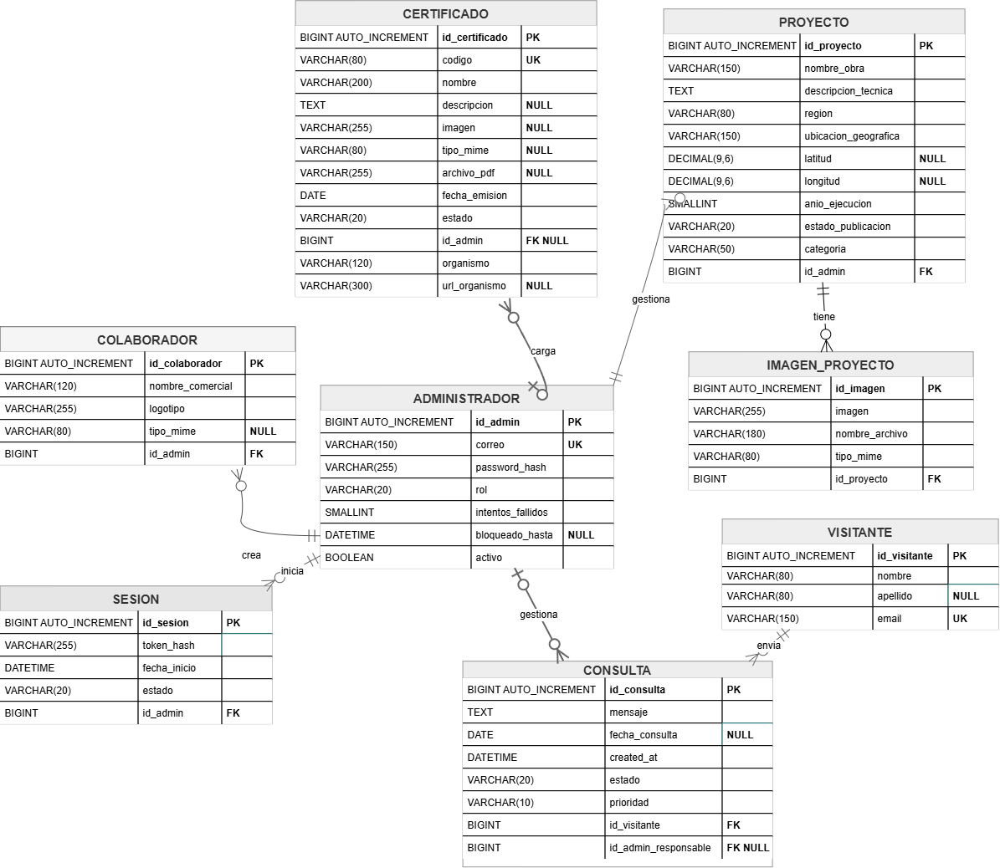 CERTIFICADO
BIGINT AUTO_INCREMENT id_certificado PK
VARCHAR(80) codigo UK
VARCHAR(200) nombre
TEXT descripcion NULL
VARCHAR(255) imagen NULL
VARCHAR(80) tipo_mime NULL
VARCHAR(255) archivo_pdf NULL
DATE fecha_emision
VARCHAR(20) estado
BIGINT id_admin FK NULL
VARCHAR(120) organismo
VARCHAR(300) url_organismo NULL
PROYECTO
BIGINT AUTO_INCREMENT id_proyecto PK
VARCHAR(150) nombre_obra
TEXT descripcion_tecnica
VARCHAR(80) region
VARCHAR(150) ubicacion_geografica
DECIMAL(9,6) latitud NULL
DECIMAL(9,6) longitud NULL
SMALLINT anio_ejecucion
VARCHAR(20) estado_publicacion
VARCHAR(50) categoria
BIGINT id_admin FK
gestiona
tiene
carga
COLABORADOR
BIGINT AUTO_INCREMENT id_colaborador PK
VARCHAR(120) nombre_comercial
VARCHAR(255) logotipo
VARCHAR(80) tipo_mime NULL
BIGINT id_admin FK
IMAGEN_PROYECTO
BIGINT AUTO_INCREMENT id_imagen PK
VARCHAR(255) imagen
VARCHAR(180) nombre_archivo
VARCHAR(80) tipo_mime
BIGINT id_proyecto FK
ADMINISTRADOR
BIGINT AUTO_INCREMENT id_admin PK
VARCHAR(150) correo UK
VARCHAR(255) password_hash
VARCHAR(20) rol
SMALLINT intentos_fallidos
DATETIME bloqueado_hasta NULL
BOOLEAN activo
crea
inicia
VISITANTE
BIGINT AUTO_INCREMENT id_visitante PK
VARCHAR(80) nombre
VARCHAR(80) apellido NULL
VARCHAR(150) email UK
SESION
BIGINT AUTO_INCREMENT id_sesion PK
VARCHAR(255) token_hash
DATETIME fecha_inicio
VARCHAR(20) estado
BIGINT id_admin FK
gestiona
envia
CONSULTA
BIGINT AUTO_INCREMENT id_consulta PK
TEXT mensaje
DATE fecha_consulta NULL
DATETIME created_at
VARCHAR(20) estado
VARCHAR(10) prioridad
BIGINT id_visitante FK
BIGINT id_admin_responsable FK NULL